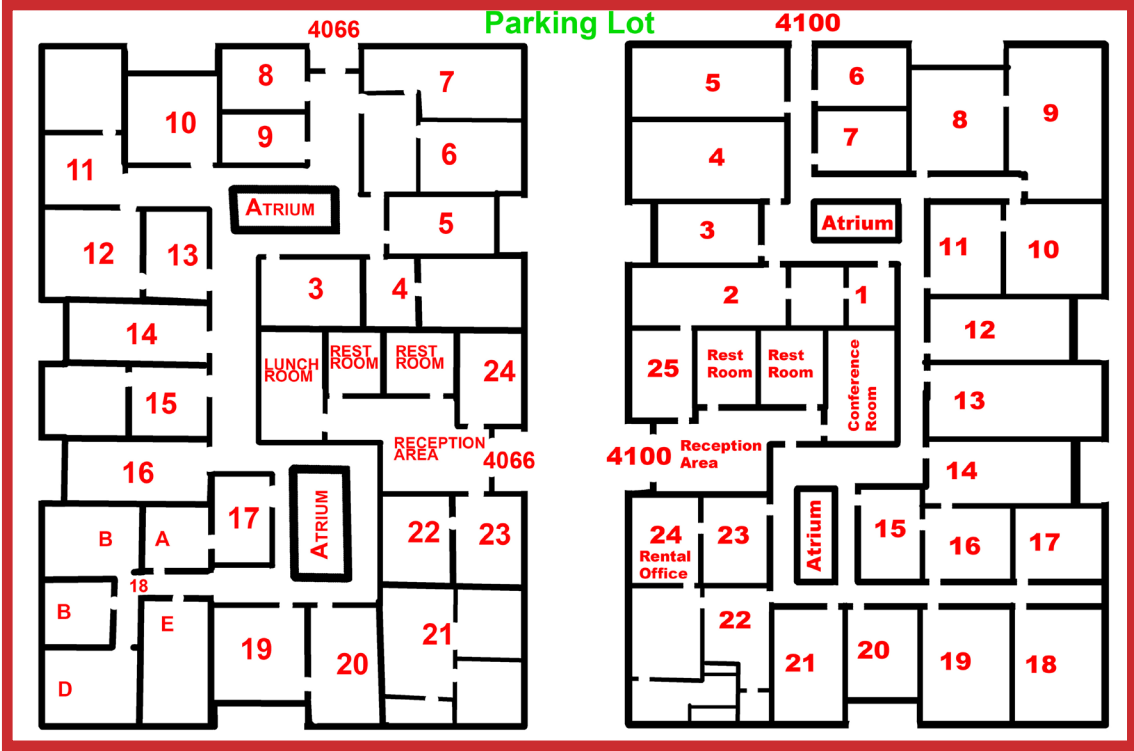 Parking Lot
4066
8
7
10
9
6
11
ATRIUM
5
12
13
3
4
14
LUNCH
ROOM
REST
ROOM
REST
ROOM
24
15
RECEPTION
AREA
4066
16
17
ATRIUM
22
23
B
A
18
B
E
D
19
20
21
4100
5
6
9
8
7
4
Atrium
3
11
10
2
1
12
25
Rest
Room
Rest
Room
Conference
Room
13
4100
Reception
Area
14
Atrium
15
24
Rental
Office
23
16
17
22
21
20
19
18